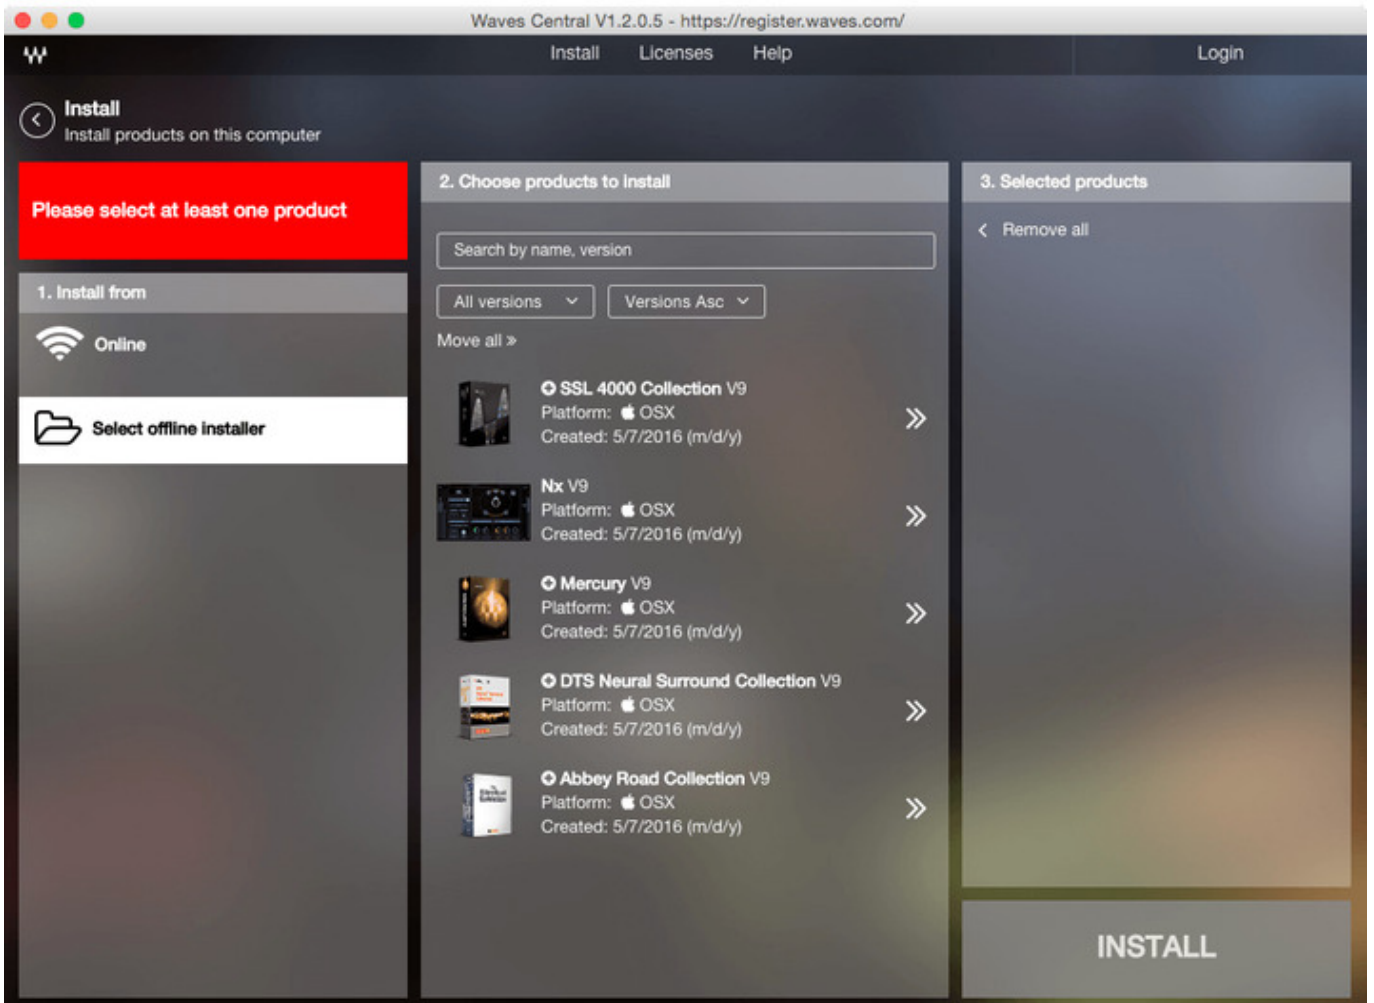 Waves Central V1.2.0.5 - https://register.waves.com/
Install Licenses Help Login
Install
Install products on this computer
Please select at least one product
1. Install from
Online
Select offline installer
2. Choose products to install
Search by name, version
All versions Versions Asc
Move all »
SSL 4000 Collection V9
Platform: OSX
Created: 5/7/2016 (m/d/y)
Nx V9
Platform: OSX
Created: 5/7/2016 (m/d/y)
Mercury V9
Platform: OSX
Created: 5/7/2016 (m/d/y)
DTS Neural Surround Collection V9
Platform: OSX
Created: 5/7/2016 (m/d/y)
Abbey Road Collection V9
Platform: OSX
Created: 5/7/2016 (m/d/y)
3. Selected products
Remove all
INSTALL